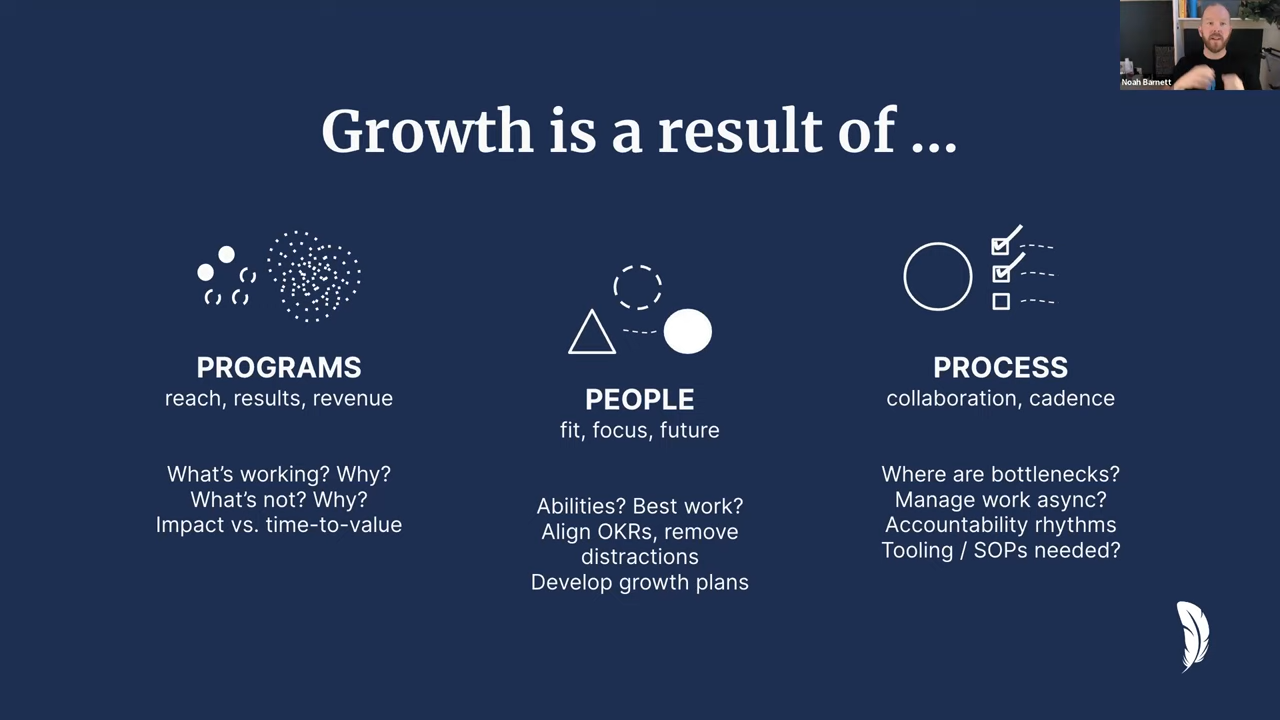 Noah Barnett
Growth is a result of ...
PROGRAMS
reach, results, revenue
What’s working? Why?
What’s not? Why?
Impact vs. time-to-value
PEOPLE
fit, focus, future
Abilities? Best work?
Align OKRs, remove
distractions
Develop growth plans
PROCESS
collaboration, cadence
Where are bottlenecks?
Manage work async?
Accountability rhythms
Tooling / SOPs needed?